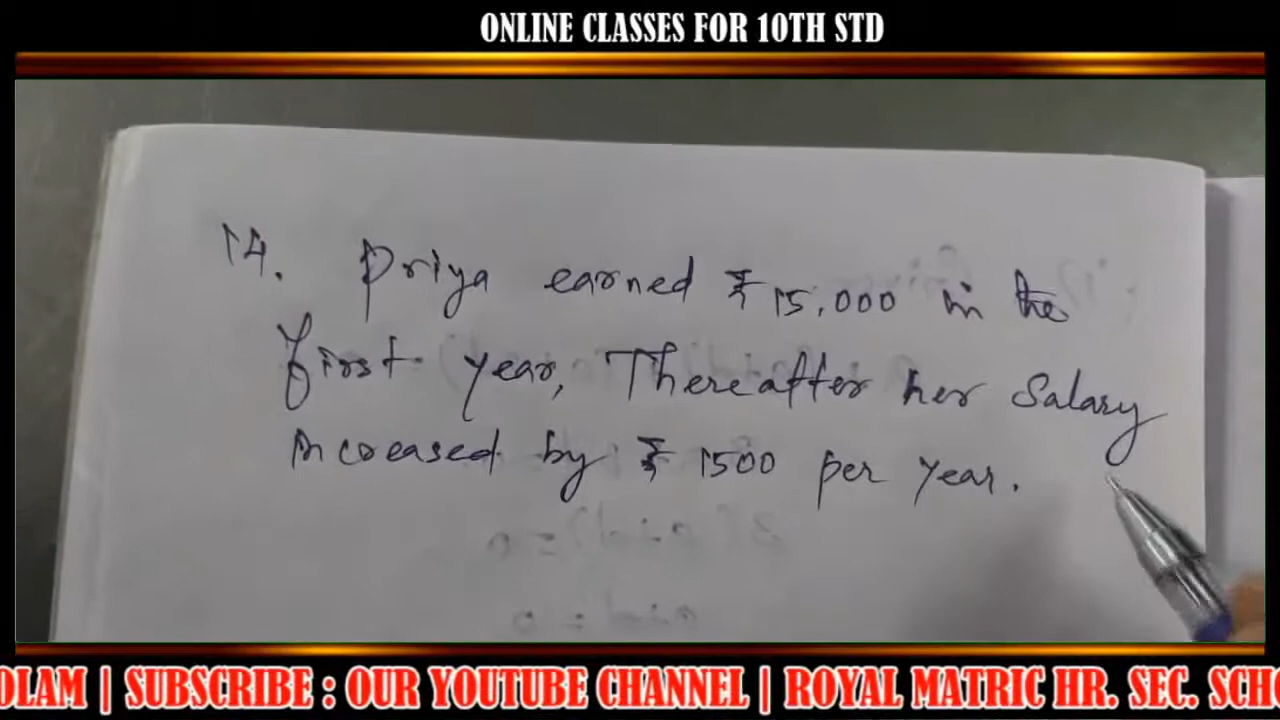 ONLINE CLASSES FOR 10TH STD
14. Priya earned ₹ 15,000 in the
first year, Thereafter her Salary
increased by ₹ 1500 per year.
OLAM | SUBSCRIBE : OUR YOUTUBE CHANNEL | ROYAL MATRIC HR. SEC. SCHO